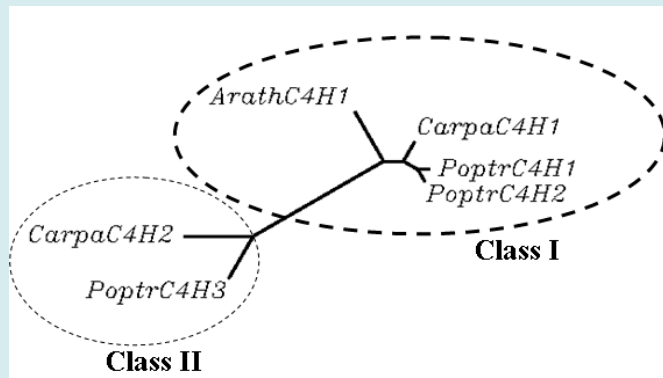 ArathC4H1
CarpaC4H1
PoptrC4H1
PoptrC4H2
Class I
CarpaC4H2
PoptrC4H3
Class II